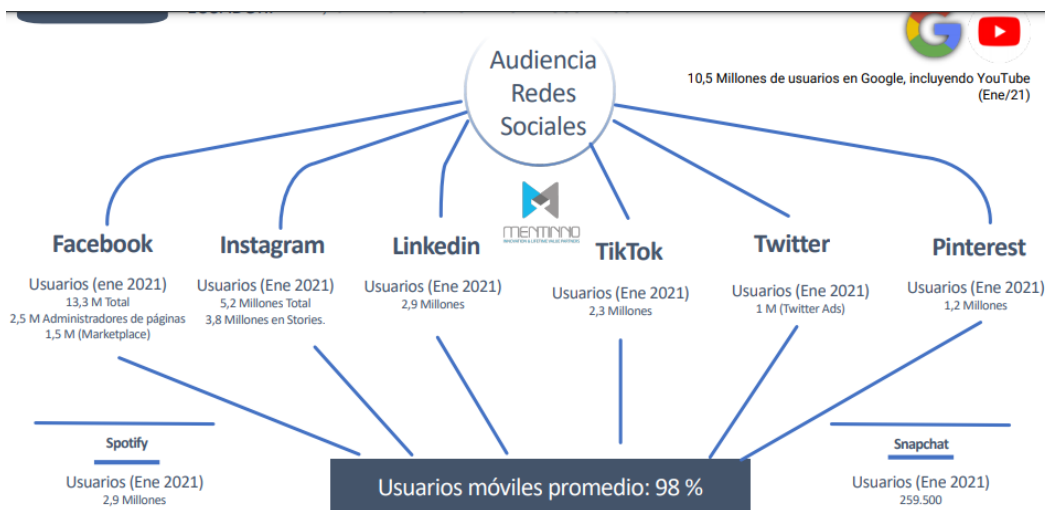 Audiencia
Redes
Sociales
10,5 Millones de usuarios en Google, incluyendo YouTube
(Ene/21)
MENTINNO
INNOVATION & LIFETIME VALUE PARTNERS
Facebook
Usuarios (ene 2021)
13,3 M Total
2,5 M Administradores de páginas
1,5 M (Marketplace)
Instagram
Usuarios (Ene 2021)
5,2 Millones Total
3,8 Millones en Stories.
Linkedin
Usuarios (Ene 2021)
2,9 Millones
TikTok
Usuarios (Ene 2021)
2,3 Millones
Twitter
Usuarios (Ene 2021)
1 M (Twitter Ads)
Pinterest
Usuarios (Ene 2021)
1,2 Millones
Spotify
Usuarios (Ene 2021)
2,9 Millones
Usuarios móviles promedio: 98 %
Snapchat
Usuarios (Ene 2021)
259.500